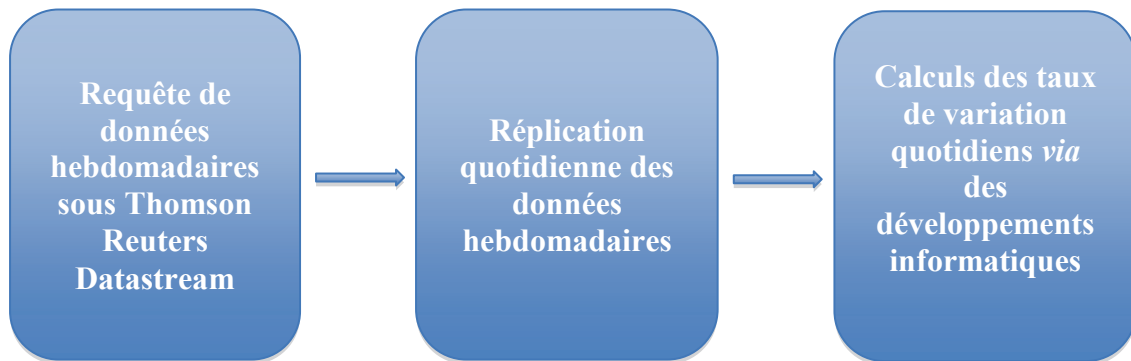 Requête de
données
hebdomadaires
sous Thomson
Reuters
Datastream
Réplication
quotidienne des
données
hebdomadaires
Calculs des taux
de variation
quotidiens via
des
développements
informatiques